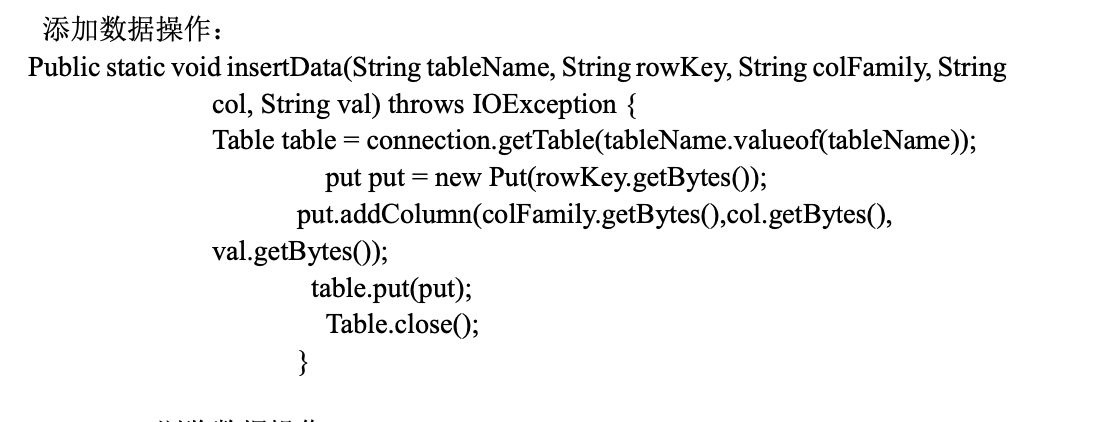 添加数据操作：
Public static void insertData(String tableName, String rowKey, String colFamily, String
col, String val) throws IOException {
Table table = connection.getTable(tableName.valueof(tableName));
put put = new Put(rowKey.getBytes());
put.addColumn(colFamily.getBytes(),col.getBytes(),
val.getBytes());
table.put(put);
Table.close();
}